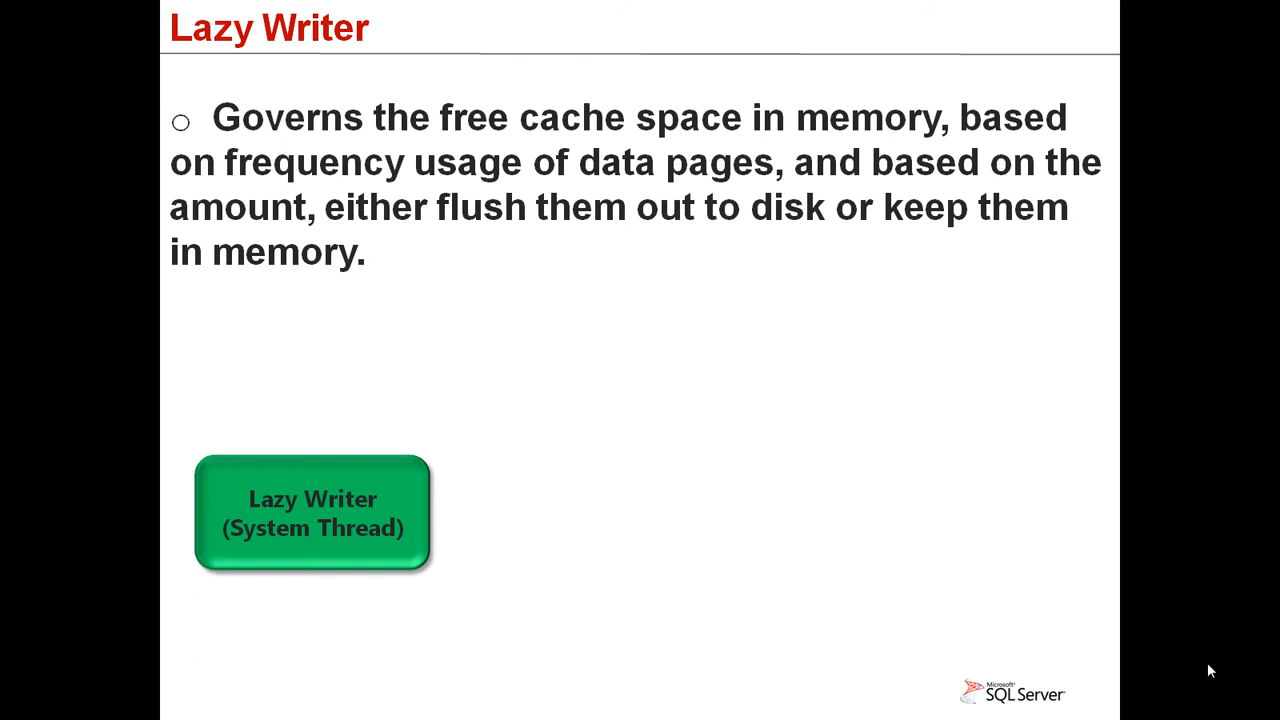 Lazy Writer
o Governs the free cache space in memory, based
on frequency usage of data pages, and based on the
amount, either flush them out to disk or keep them
in memory.
Lazy Writer
(System Thread)
Microsoft
SQL Server